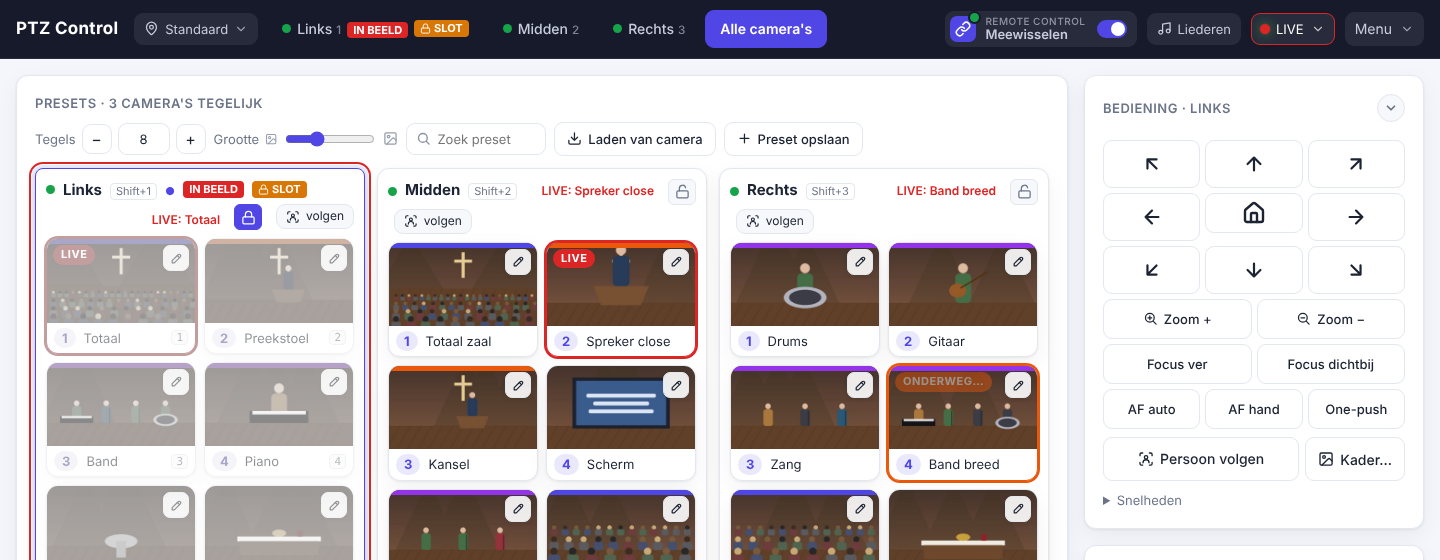 PTZ Control
Standaard
Links 1 IN BEELD SLOT
Midden 2
Rechts 3
Alle camera's
REMOTE CONTROL
Meewisselen
Liederen
LIVE
Menu
PRESETS · 3 CAMERA'S TEGELIJK
Tegels − 8 + Grootte Zoek preset Laden van camera + Preset opslaan
Links Shift+1 IN BEELD SLOT
LIVE: Totaal volgen
LIVE
1 Totaal 1
2 Preekstoel 2
3 Band 3
4 Piano 4
Midden Shift+2 LIVE: Spreker close
volgen
LIVE
1 Totaal zaal
2 Spreker close
3 Kansel
4 Scherm
Rechts Shift+3 LIVE: Band breed
volgen
1 Drums
2 Gitaar
ONDERWEG...
3 Zang
4 Band breed
BEDIENING · LINKS
Zoom +
Zoom −
Focus ver
Focus dichtbij
AF auto
AF hand
One-push
Persoon volgen
Kader...
Snelheden